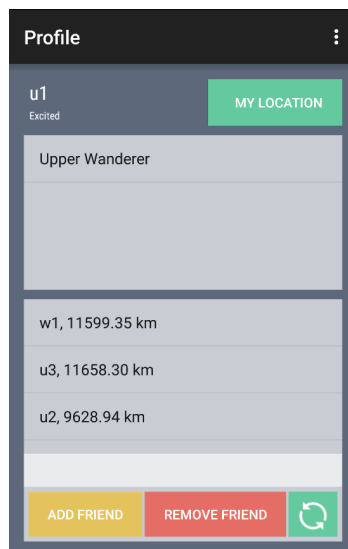 Profile
u1
Excited
MY LOCATION
Upper Wanderer
w1, 11599.35 km
u3, 11658.30 km
u2, 9628.94 km
ADD FRIEND
REMOVE FRIEND